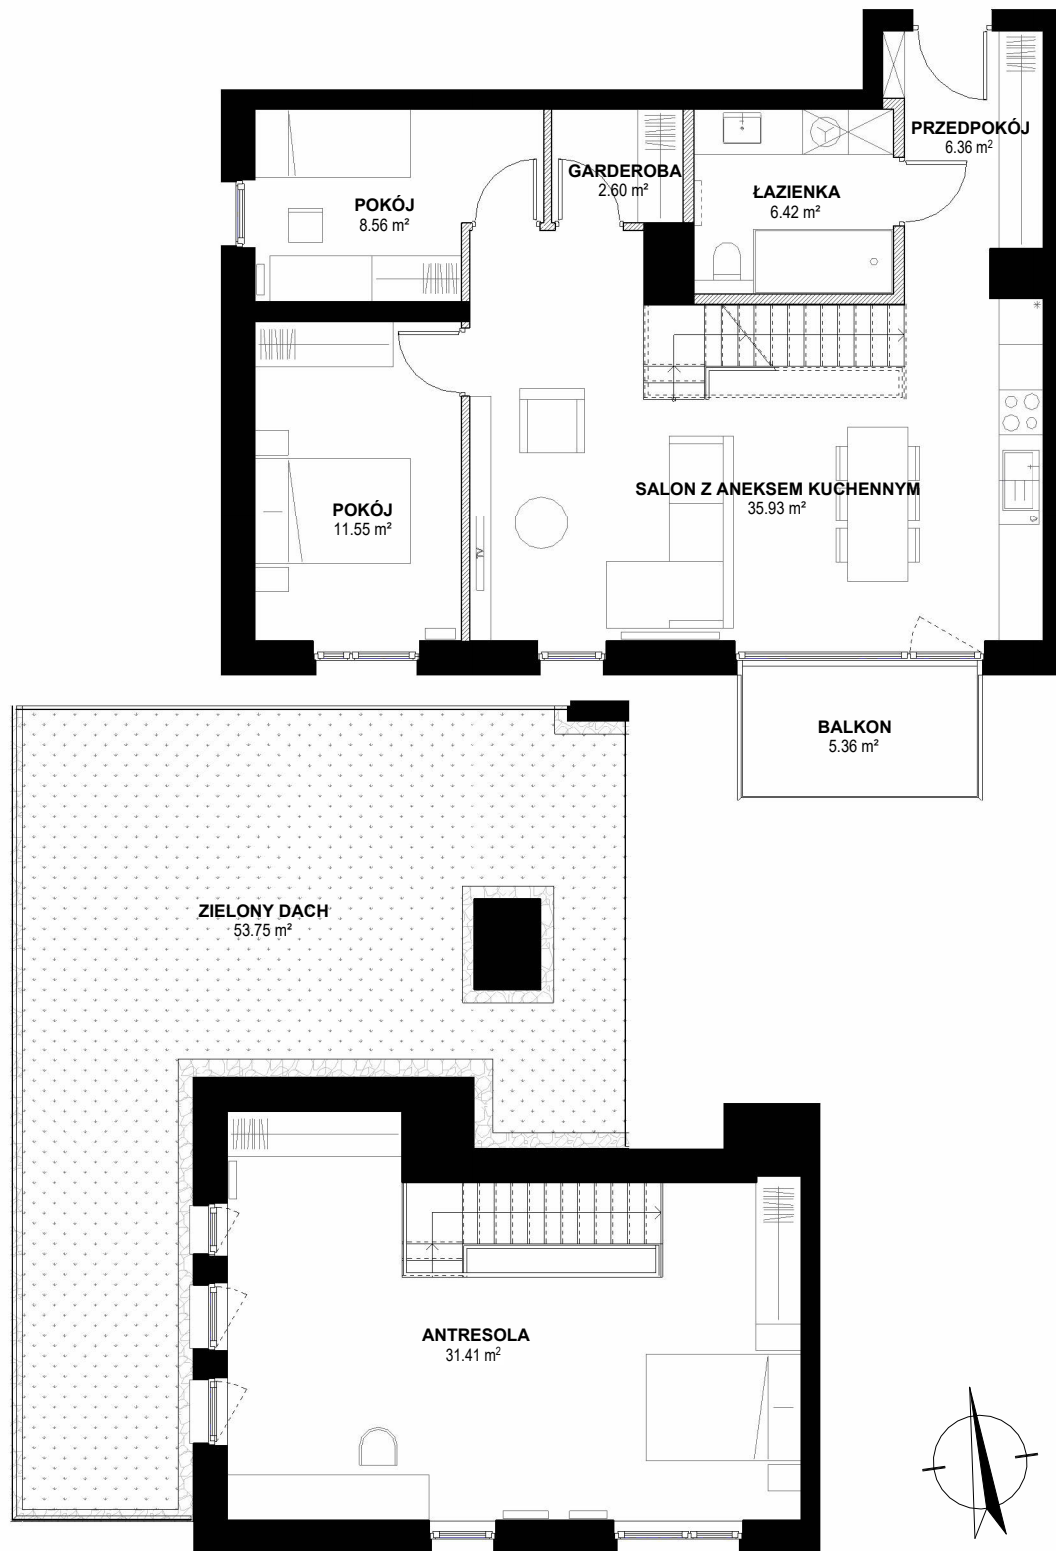 PRZEDPOKÓJ
6.36 m²
GARDEROBA
2.60 m²
ŁAZIENKA
6.42 m²
POKÓJ
8.56 m²
SALON Z ANEKSEM KUCHENNYM
35.93 m²
POKÓJ
11.55 m²
TV
BALKON
5.36 m²
ZIELONY DACH
53.75 m²
ANTRESOLA
31.41 m²